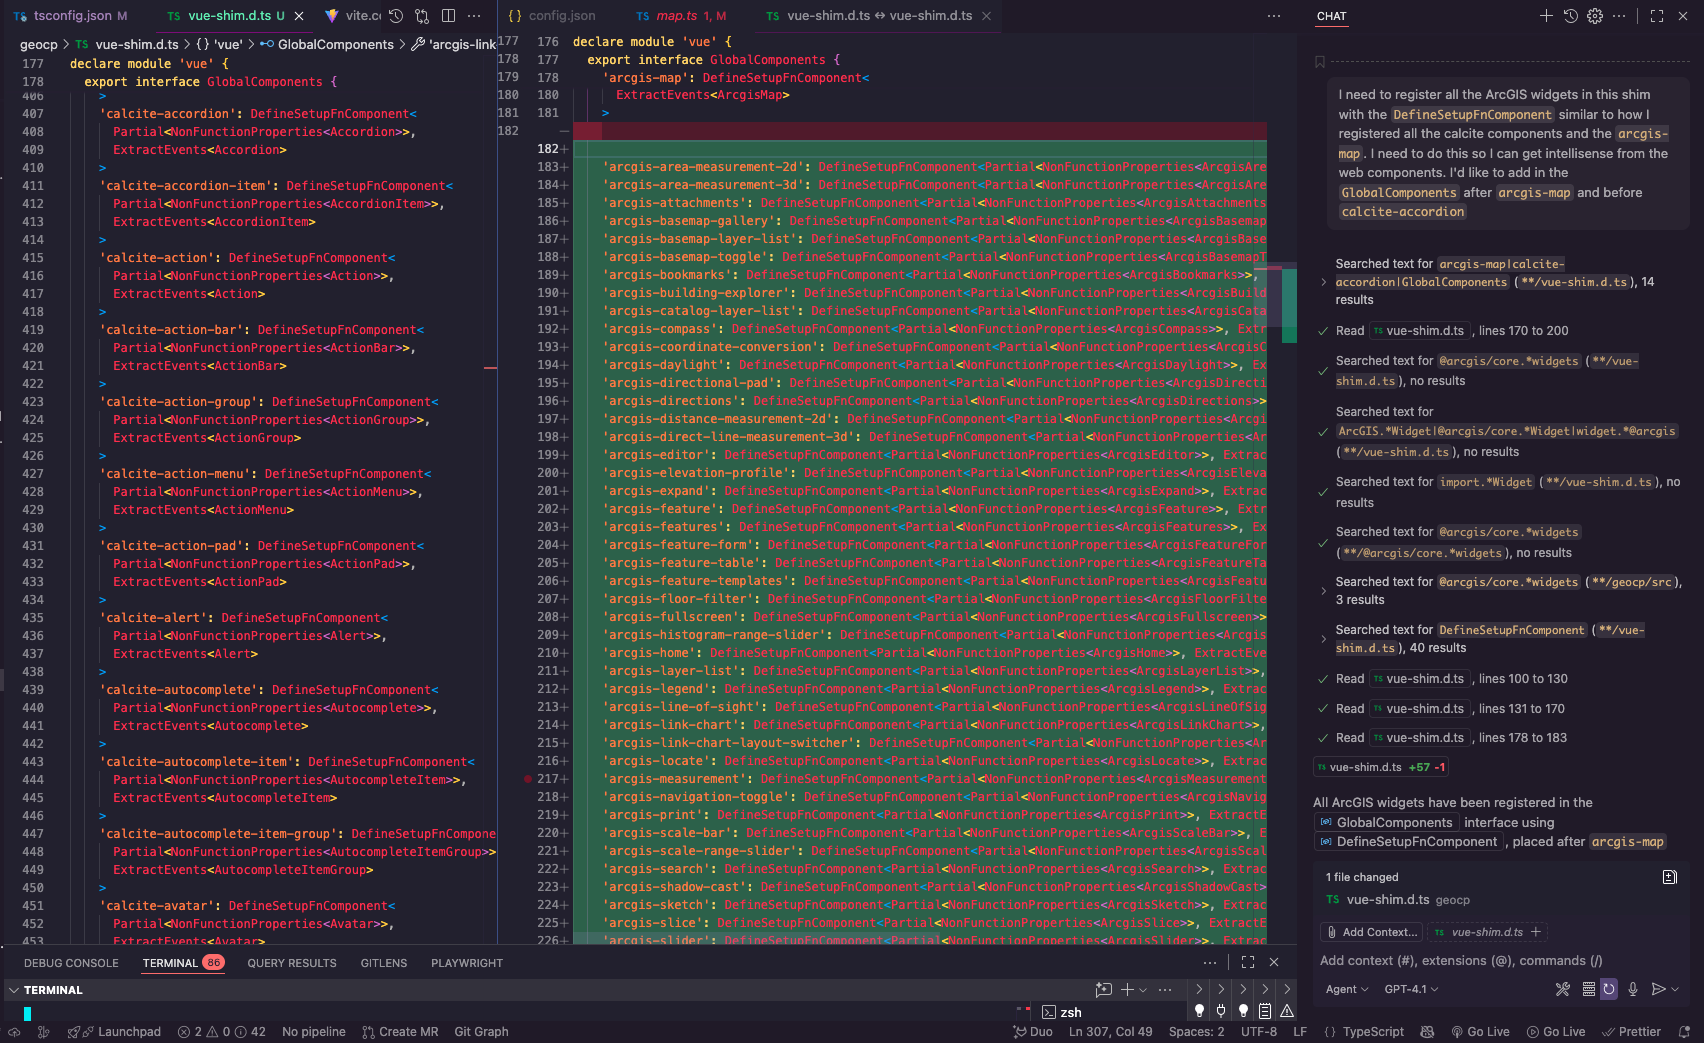 tsconfig.json M
vue-shim.d.ts U
vite.c
config.json
map.ts 1, M
vue-shim.d.ts ↔ vue-shim.d.ts
CHAT
geocp > TS vue-shim.d.ts > {} 'vue' > GlobalComponents > 'arcgis-link
177 declare module 'vue' {
178 export interface GlobalComponents {
406 >
407 'calcite-accordion': DefineSetupFnComponent<
408 Partial<NonFunctionProperties<Accordion>>,
409 ExtractEvents<Accordion>
410 >
411 'calcite-accordion-item': DefineSetupFnComponent<
412 Partial<NonFunctionProperties<AccordionItem>>,
413 ExtractEvents<AccordionItem>
414 >
415 'calcite-action': DefineSetupFnComponent<
416 Partial<NonFunctionProperties<Action>>,
417 ExtractEvents<Action>
418 >
419 'calcite-action-bar': DefineSetupFnComponent<
420 Partial<NonFunctionProperties<ActionBar>>,
421 ExtractEvents<ActionBar>
422 >
423 'calcite-action-group': DefineSetupFnComponent<
424 Partial<NonFunctionProperties<ActionGroup>>,
425 ExtractEvents<ActionGroup>
426 >
427 'calcite-action-menu': DefineSetupFnComponent<
428 Partial<NonFunctionProperties<ActionMenu>>,
429 ExtractEvents<ActionMenu>
430 >
431 'calcite-action-pad': DefineSetupFnComponent<
432 Partial<NonFunctionProperties<ActionPad>>,
433 ExtractEvents<ActionPad>
434 >
435 'calcite-alert': DefineSetupFnComponent<
436 Partial<NonFunctionProperties<Alert>>,
437 ExtractEvents<Alert>
438 >
439 'calcite-autocomplete': DefineSetupFnComponent<
440 Partial<NonFunctionProperties<Autocomplete>>,
441 ExtractEvents<Autocomplete>
442 >
443 'calcite-autocomplete-item': DefineSetupFnComponent<
444 Partial<NonFunctionProperties<AutocompleteItem>>,
445 ExtractEvents<AutocompleteItem>
446 >
447 'calcite-autocomplete-item-group': DefineSetupFnCompone
448 Partial<NonFunctionProperties<AutocompleteItemGroup>>
449 ExtractEvents<AutocompleteItemGroup>
450 >
451 'calcite-avatar': DefineSetupFnComponent<
452 Partial<NonFunctionProperties<Avatar>>,
453 ExtractEvents<Avatar>
177 176 declare module 'vue' {
178 177 export interface GlobalComponents {
179 178 'arcgis-map': DefineSetupFnComponent<
180 180 ExtractEvents<ArcgisMap>
181 181 >
182 —
182+
183+ 'arcgis-area-measurement-2d': DefineSetupFnComponent<Partial<NonFunctionProperties<ArcgisAre
184+ 'arcgis-area-measurement-3d': DefineSetupFnComponent<Partial<NonFunctionProperties<ArcgisAre
185+ 'arcgis-attachments': DefineSetupFnComponent<Partial<NonFunctionProperties<ArcgisAttachments
186+ 'arcgis-basemap-gallery': DefineSetupFnComponent<Partial<NonFunctionProperties<ArcgisBasemap
187+ 'arcgis-basemap-layer-list': DefineSetupFnComponent<Partial<NonFunctionProperties<ArcgisBase
188+ 'arcgis-basemap-toggle': DefineSetupFnComponent<Partial<NonFunctionProperties<ArcgisBasemapT
189+ 'arcgis-bookmarks': DefineSetupFnComponent<Partial<NonFunctionProperties<ArcgisBookmarks>>,
190+ 'arcgis-building-explorer': DefineSetupFnComponent<Partial<NonFunctionProperties<ArcgisBuild
191+ 'arcgis-catalog-layer-list': DefineSetupFnComponent<Partial<NonFunctionProperties<ArcgisCata
192+ 'arcgis-compass': DefineSetupFnComponent<Partial<NonFunctionProperties<ArcgisCompass>>, Extr
193+ 'arcgis-coordinate-conversion': DefineSetupFnComponent<Partial<NonFunctionProperties<ArcgisC
194+ 'arcgis-daylight': DefineSetupFnComponent<Partial<NonFunctionProperties<ArcgisDaylight>>, Ex
195+ 'arcgis-directional-pad': DefineSetupFnComponent<Partial<NonFunctionProperties<ArcgisDirecti
196+ 'arcgis-directions': DefineSetupFnComponent<Partial<NonFunctionProperties<ArcgisDirections>>
197+ 'arcgis-distance-measurement-2d': DefineSetupFnComponent<Partial<NonFunctionProperties<Arcgi
198+ 'arcgis-direct-line-measurement-3d': DefineSetupFnComponent<Partial<NonFunctionProperties<Ar
199+ 'arcgis-editor': DefineSetupFnComponent<Partial<NonFunctionProperties<ArcgisEditor>>, Extrac
200+ 'arcgis-elevation-profile': DefineSetupFnComponent<Partial<NonFunctionProperties<ArcgisEleva
201+ 'arcgis-expand': DefineSetupFnComponent<Partial<NonFunctionProperties<ArcgisExpand>>, Extrac
202+ 'arcgis-feature': DefineSetupFnComponent<Partial<NonFunctionProperties<ArcgisFeature>>, Extr
203+ 'arcgis-features': DefineSetupFnComponent<Partial<NonFunctionProperties<ArcgisFeatures>>, Ex
204+ 'arcgis-feature-form': DefineSetupFnComponent<Partial<NonFunctionProperties<ArcgisFeatureFor
205+ 'arcgis-feature-table': DefineSetupFnComponent<Partial<NonFunctionProperties<ArcgisFeatureTa
206+ 'arcgis-feature-templates': DefineSetupFnComponent<Partial<NonFunctionProperties<ArcgisFeatu
207+ 'arcgis-floor-filter': DefineSetupFnComponent<Partial<NonFunctionProperties<ArcgisFloorFilte
208+ 'arcgis-fullscreen': DefineSetupFnComponent<Partial<NonFunctionProperties<ArcgisFullscreen>>
209+ 'arcgis-histogram-range-slider': DefineSetupFnComponent<Partial<NonFunctionProperties<Arcgis
210+ 'arcgis-home': DefineSetupFnComponent<Partial<NonFunctionProperties<ArcgisHome>>, ExtractEve
211+ 'arcgis-layer-list': DefineSetupFnComponent<Partial<NonFunctionProperties<ArcgisLayerList>>,
212+ 'arcgis-legend': DefineSetupFnComponent<Partial<NonFunctionProperties<ArcgisLegend>>, Extrac
213+ 'arcgis-line-of-sight': DefineSetupFnComponent<Partial<NonFunctionProperties<ArcgisLineOfSig
214+ 'arcgis-link-chart': DefineSetupFnComponent<Partial<NonFunctionProperties<ArcgisLinkChart>>,
215+ 'arcgis-link-chart-layout-switcher': DefineSetupFnComponent<Partial<NonFunctionProperties<Ar
216+ 'arcgis-locate': DefineSetupFnComponent<Partial<NonFunctionProperties<ArcgisLocate>>, Extrac
217+ 'arcgis-measurement': DefineSetupFnComponent<Partial<NonFunctionProperties<ArcgisMeasurement
218+ 'arcgis-navigation-toggle': DefineSetupFnComponent<Partial<NonFunctionProperties<ArcgisNavig
219+ 'arcgis-print': DefineSetupFnComponent<Partial<NonFunctionProperties<ArcgisPrint>>, ExtractE
220+ 'arcgis-scale-bar': DefineSetupFnComponent<Partial<NonFunctionProperties<ArcgisScaleBar>>, E
221+ 'arcgis-scale-range-slider': DefineSetupFnComponent<Partial<NonFunctionProperties<ArcgisScal
222+ 'arcgis-search': DefineSetupFnComponent<Partial<NonFunctionProperties<ArcgisSearch>>, Extrac
223+ 'arcgis-shadow-cast': DefineSetupFnComponent<Partial<NonFunctionProperties<ArcgisShadowCast>
224+ 'arcgis-sketch': DefineSetupFnComponent<Partial<NonFunctionProperties<ArcgisSketch>>, Extrac
225+ 'arcgis-slice': DefineSetupFnComponent<Partial<NonFunctionProperties<ArcgisSlice>>, ExtractE
226+ 'arcgis-slider': DefineSetupFnComponent<Partial<NonFunctionProperties<ArcgisSlider>>, Extrac
I need to register all the ArcGIS widgets in this shim
with the DefineSetupFnComponent similar to how I
registered all the calcite components and the arcgis-
map. I need to do this so I can get intellisense from the
web components. I'd like to add in the
GlobalComponents after arcgis-map and before
calcite-accordion
Searched text for arcgis-map|calcite-
accordion|GlobalComponents (**/vue-shim.d.ts), 14
results
Read TS vue-shim.d.ts, lines 170 to 200
Searched text for @arcgis/core.*widgets (**/vue-
shim.d.ts), no results
Searched text for
ArcGIS.*Widget|@arcgis/core.*Widget|widget.*@arcgis
(**/vue-shim.d.ts), no results
Searched text for import.*Widget (**/vue-shim.d.ts), no
results
Searched text for @arcgis/core.*widgets
(**/@arcgis/core.*widgets), no results
Searched text for @arcgis/core.*widgets (**/geocp/src),
3 results
Searched text for DefineSetupFnComponent (**/vue-
shim.d.ts), 40 results
Read TS vue-shim.d.ts, lines 100 to 130
Read TS vue-shim.d.ts, lines 131 to 170
Read TS vue-shim.d.ts, lines 178 to 183
TS vue-shim.d.ts +57 -1
All ArcGIS widgets have been registered in the
GlobalComponents interface using
DefineSetupFnComponent, placed after arcgis-map
1 file changed
TS vue-shim.d.ts geocp
Add Context... TS vue-shim.d.ts +
Add context (#), extensions (@), commands (/)
Agent GPT-4.1
DEBUG CONSOLE TERMINAL 86 QUERY RESULTS GITLENS PLAYWRIGHT
TERMINAL
zsh
Launchpad 2 0 42 No pipeline Create MR Git Graph
Duo Ln 307, Col 49 Spaces: 2 UTF-8 LF {} TypeScript Go Live Go Live Prettier